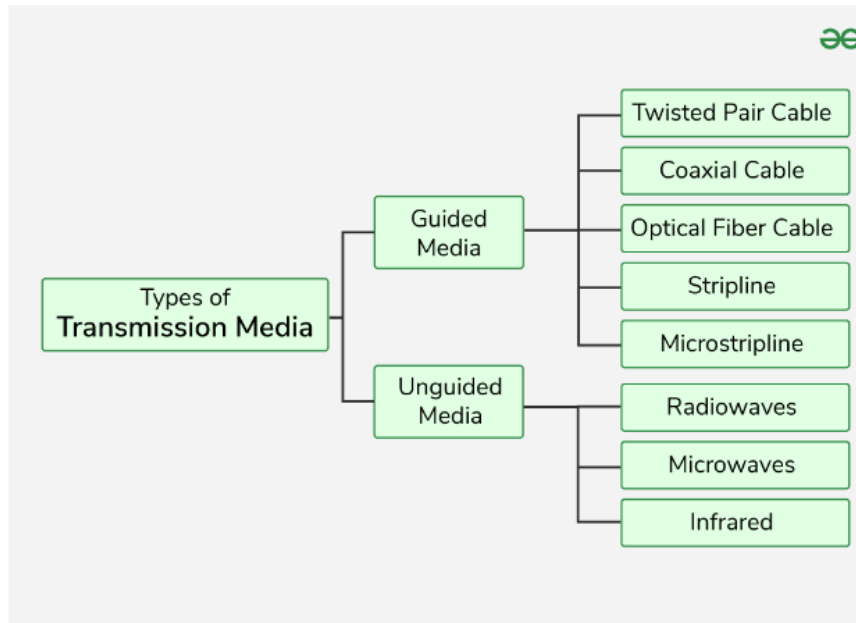 Types of
Transmission Media
Guided
Media
Unguided
Media
Twisted Pair Cable
Coaxial Cable
Optical Fiber Cable
Stripline
Microstripline
Radiowaves
Microwaves
Infrared